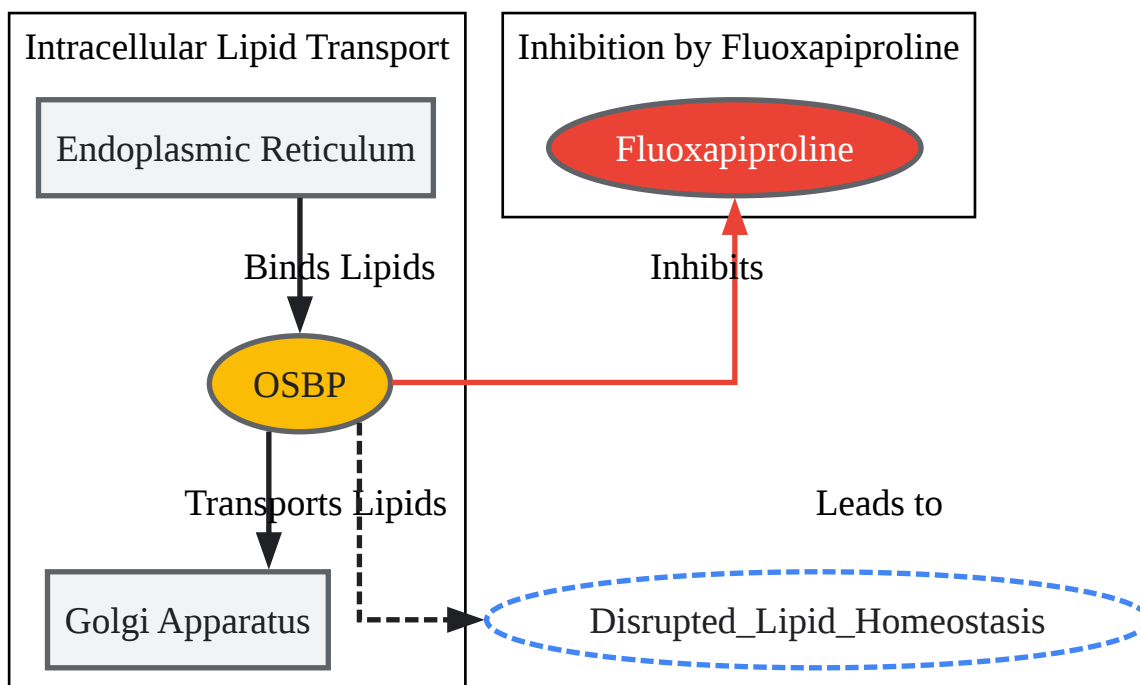 Intracellular Lipid Transport
Inhibition by Fluoxapiproline
Endoplasmic Reticulum
Fluoxapiproline
Binds Lipids
Inhibits
OSBP
Transports Lipids
Leads to
Golgi Apparatus
Disrupted_Lipid_Homeostasis